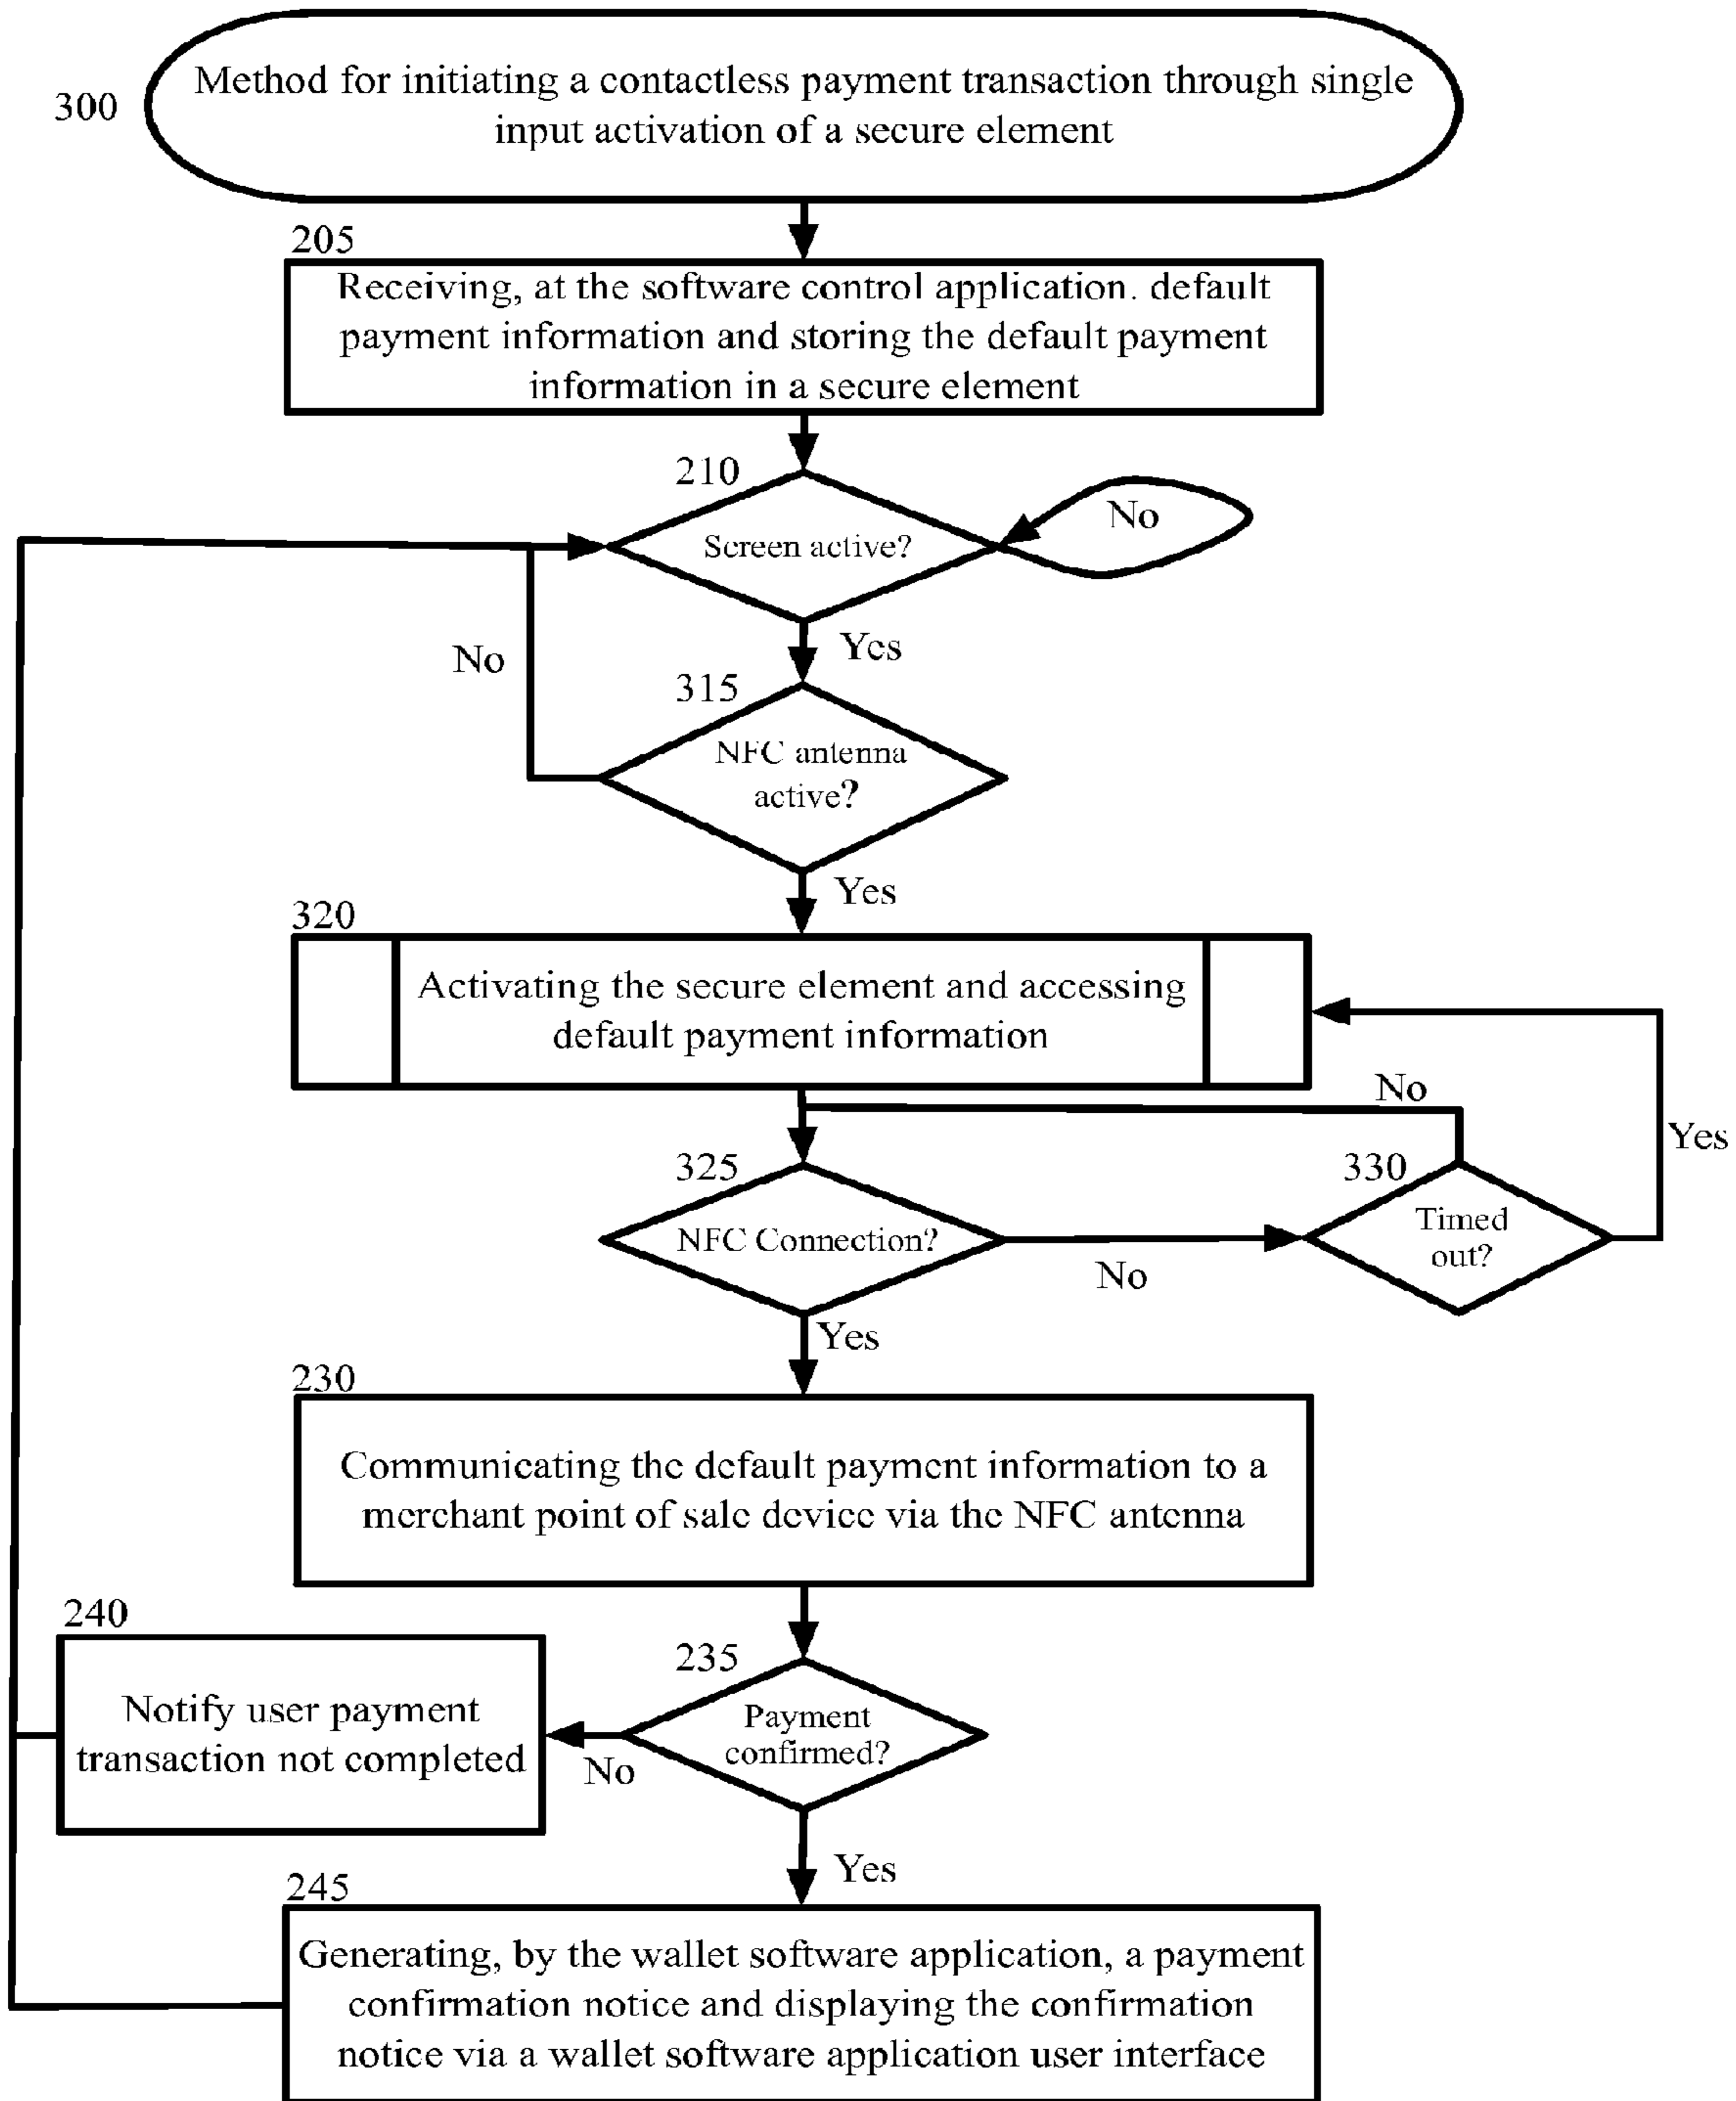 300
Method for initiating a contactless payment transaction through single
input activation of a secure element
205
Receiving, at the software control application. default
payment information and storing the default payment
information in a secure element
210
Screen active?
No
Yes
No
315
NFC antenna
active?
Yes
320
Activating the secure element and accessing
default payment information
No
Yes
325
NFC Connection?
No
330
Timed
out?
Yes
230
Communicating the default payment information to a
merchant point of sale device via the NFC antenna
240
Notify user payment
transaction not completed
235
Payment
confirmed?
No
Yes
245
Generating, by the wallet software application, a payment
confirmation notice and displaying the confirmation
notice via a wallet software application user interface